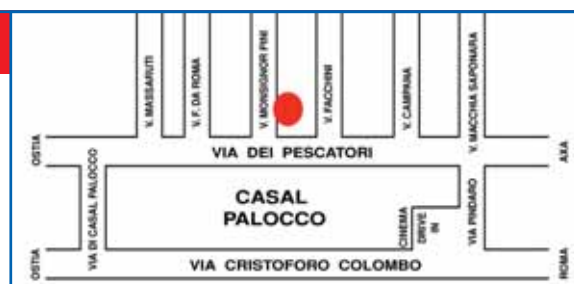 V. MASSARUTI
V. F. DA ROMA
V. MONSIGNOR FINI
V. FACCHINI
V. CAMPANA
V. MACCHIA SAPONARA
OSTIA
VIA DEI PESCATORI
AXA
VIA DI CASAL PALOCCO
CASAL
PALOCCO
CINEMA
DRIVE
IN
VIA PINDARO
OSTIA
VIA CRISTOFORO COLOMBO
ROMA